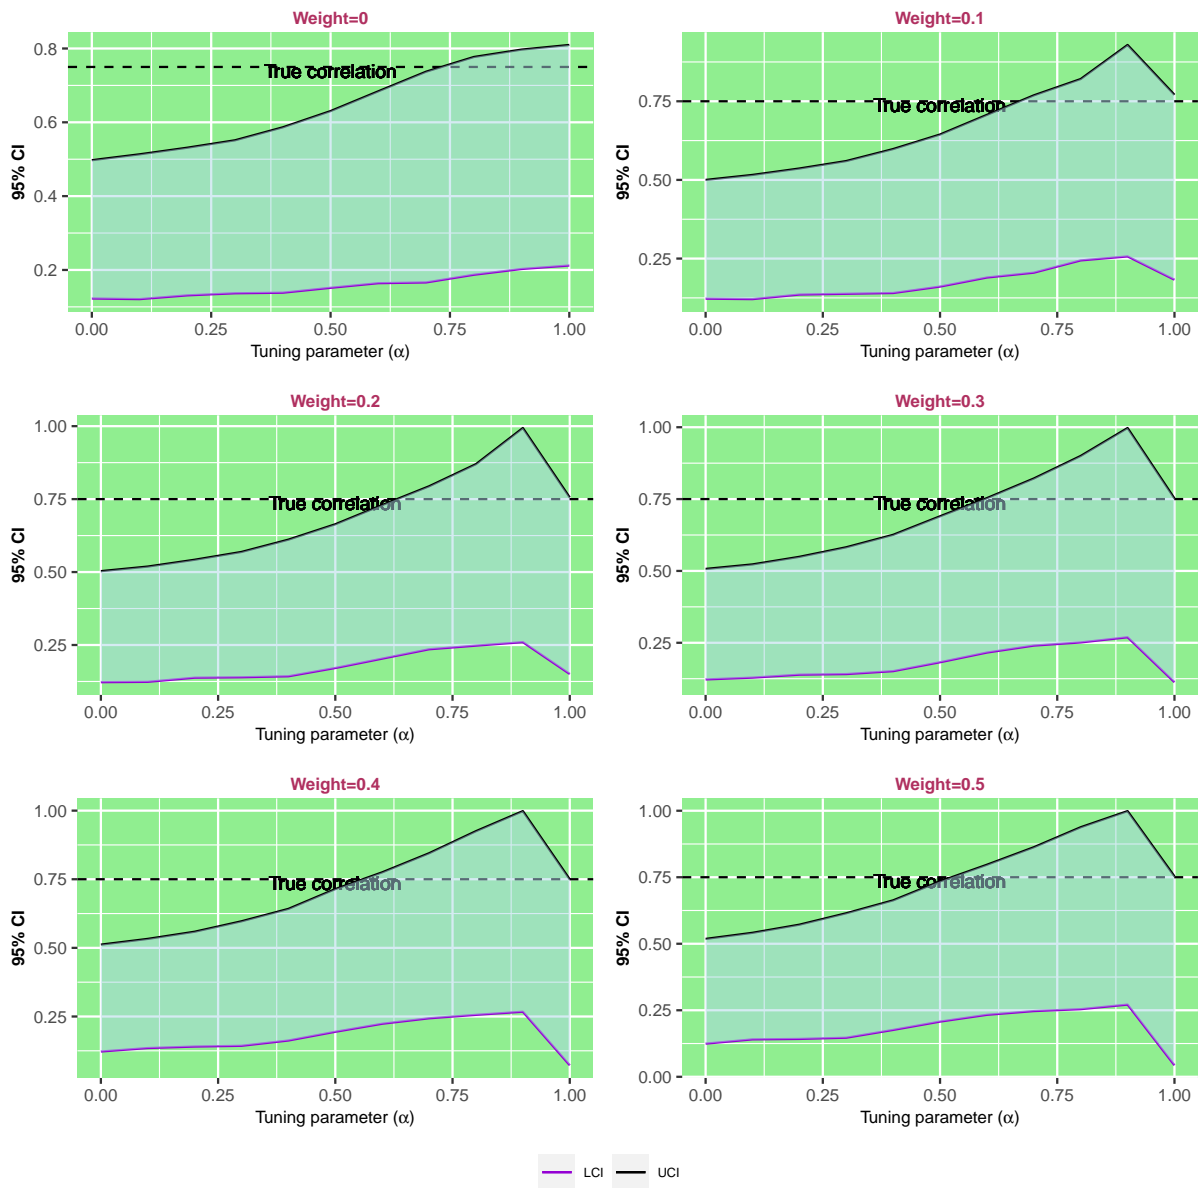 Weight=0
95% CI
0.8
0.6
0.4
0.2
True correlation
0.00 0.25 0.50 0.75 1.00
Tuning parameter (α)
Weight=0.1
95% CI
0.75
0.50
0.25
True correlation
0.00 0.25 0.50 0.75 1.00
Tuning parameter (α)
Weight=0.2
95% CI
1.00
0.75
0.50
0.25
True correlation
0.00 0.25 0.50 0.75 1.00
Tuning parameter (α)
Weight=0.3
95% CI
1.00
0.75
0.50
0.25
True correlation
0.00 0.25 0.50 0.75 1.00
Tuning parameter (α)
Weight=0.4
95% CI
1.00
0.75
0.50
0.25
True correlation
0.00 0.25 0.50 0.75 1.00
Tuning parameter (α)
Weight=0.5
95% CI
1.00
0.75
0.50
0.25
0.00
True correlation
0.00 0.25 0.50 0.75 1.00
Tuning parameter (α)
LCI UCI